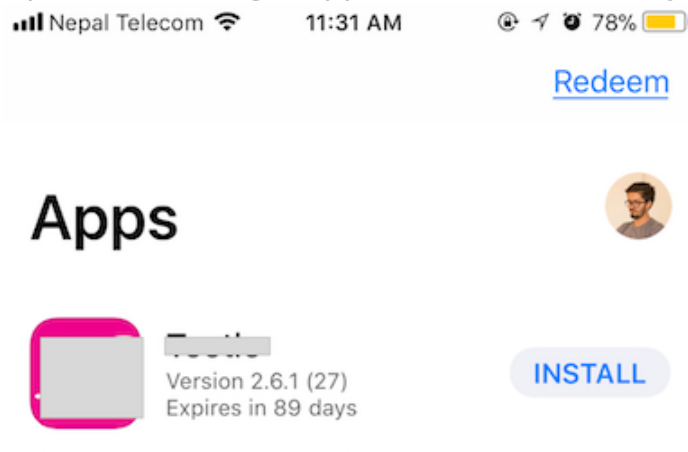 Nepal Telecom 11:31 AM 78%
Redeem
Apps
Version 2.6.1 (27)
Expires in 89 days
INSTALL